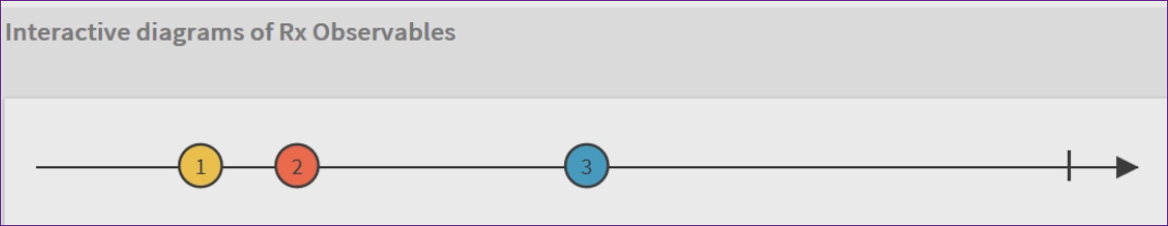 Interactive diagrams of Rx Observables
1 2 3